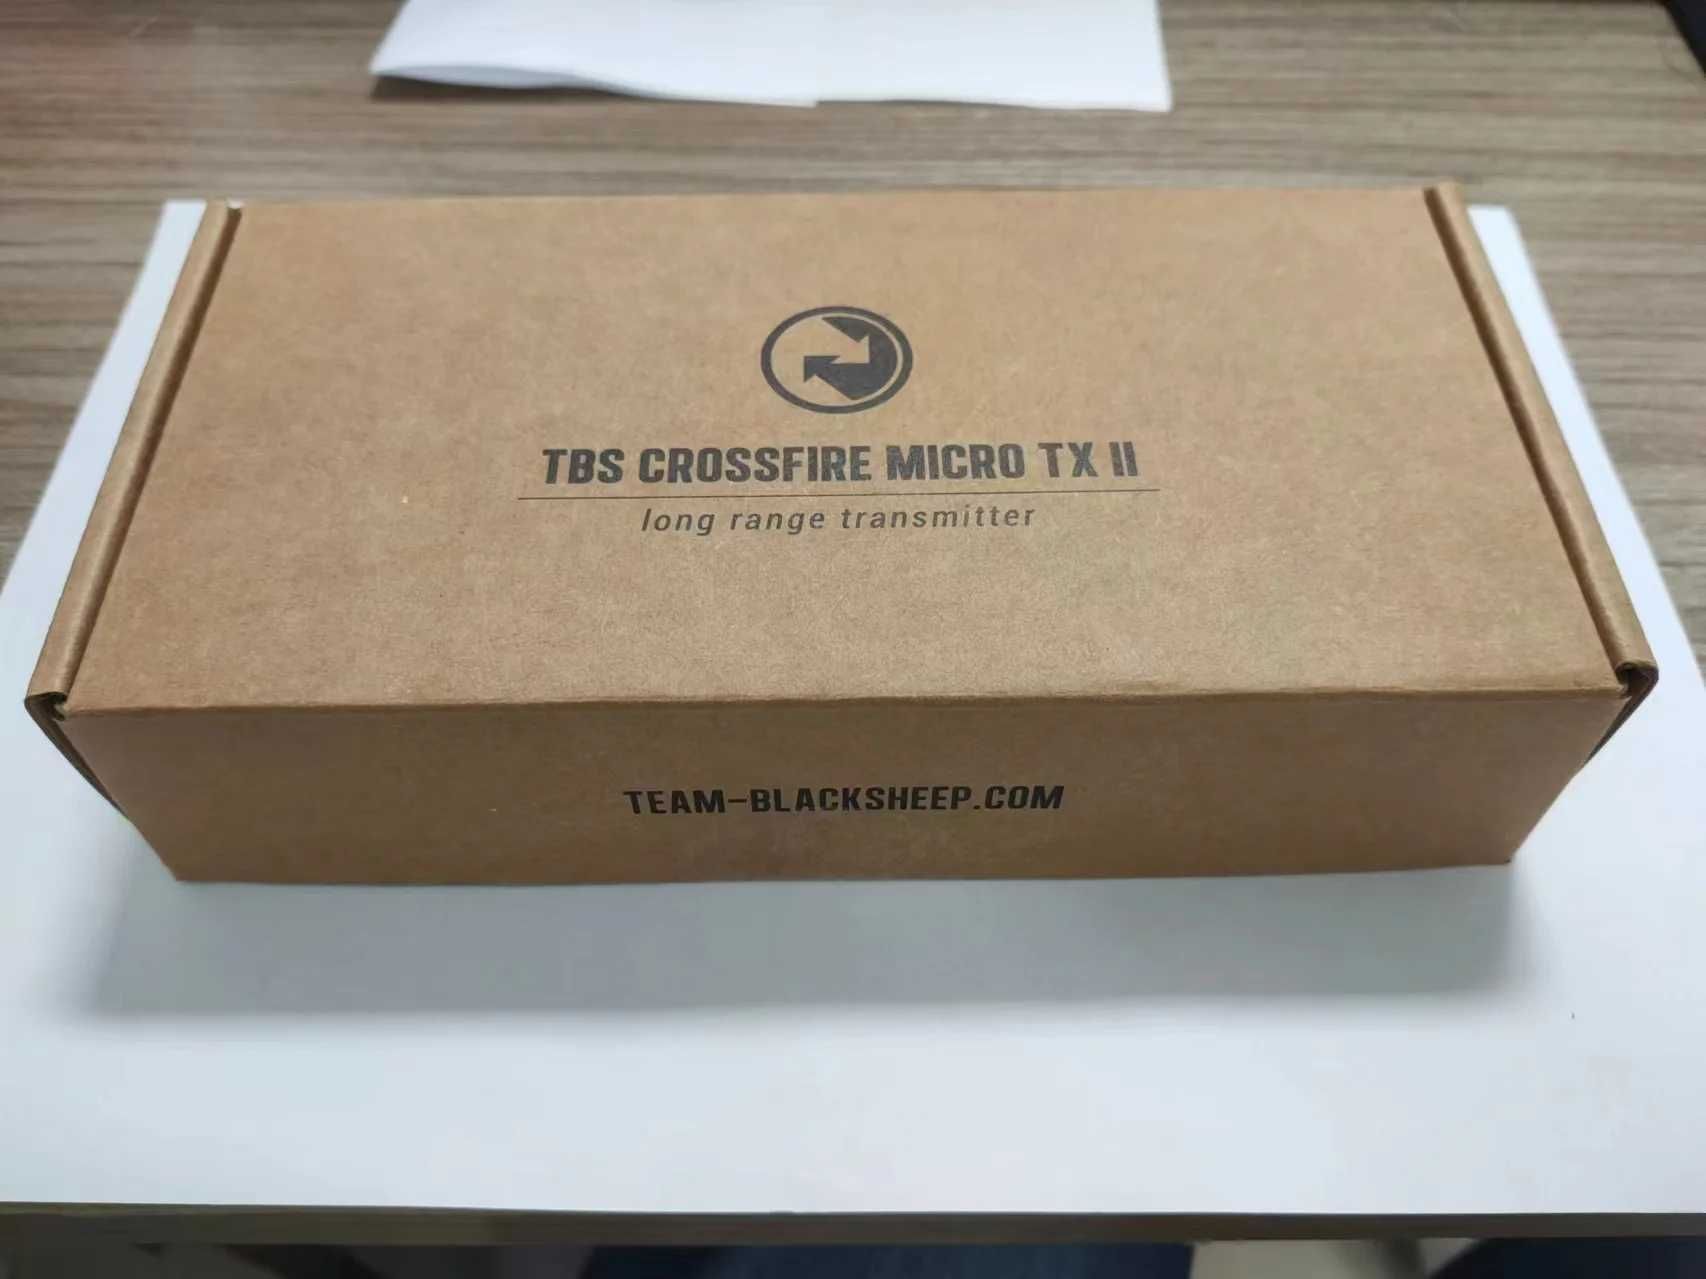 TBS CROSSFIRE MICRO TX II
long range transmitter
TEAM-BLACKSHEEP.COM